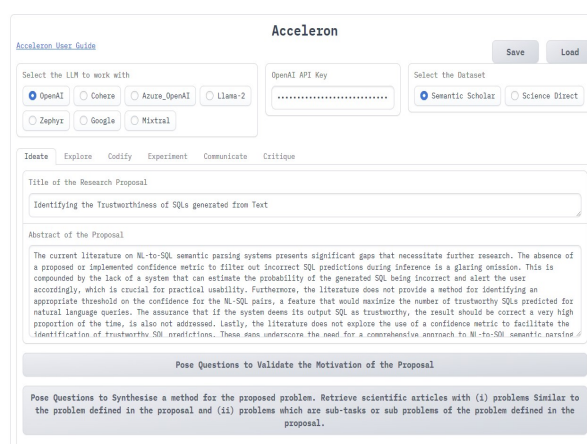 Acceleron
Acceleron User Guide
Save
Load
Select the LLM to work with
OpenAI
Cohere
Azure_OpenAI
Llama-2
Zephyr
Google
Mixtral
OpenAI API Key
Select the Dataset
Semantic Scholar
Science Direct
Ideate
Explore
Codify
Experiment
Communicate
Critique
Title of the Research Proposal
Identifying the Trustworthiness of SQLs generated from Text
Abstract of the Proposal
The current literature on NL-to-SQL semantic parsing systems presents significant gaps that necessitate further research. The absence of
a proposed or implemented confidence metric to filter out incorrect SQL predictions during inference is a glaring omission. This is
compounded by the lack of a system that can estimate the probability of the generated SQL being incorrect and alert the user
accordingly, which is crucial for practical usability. Furthermore, the literature does not provide a method for identifying an
appropriate threshold on the confidence for the NL-SQL pairs, a feature that would maximize the number of trustworthy SQLs predicted for
natural language queries. The assurance that if the system deems its output SQL as trustworthy, the result should be correct a very high
proportion of the time, is also not addressed. Lastly, the literature does not explore the use of a confidence metric to facilitate the
identification of trustworthy SQL predictions. These gaps underscore the need for a comprehensive approach to NL-to-SQL semantic parsing
Pose Questions to Validate the Motivation of the Proposal
Pose Questions to Synthesise a method for the proposed problem. Retrieve scientific articles with (i) problems Similar to
the problem defined in the proposal and (ii) problems which are sub-tasks or sub problems of the problem defined in the
proposal.